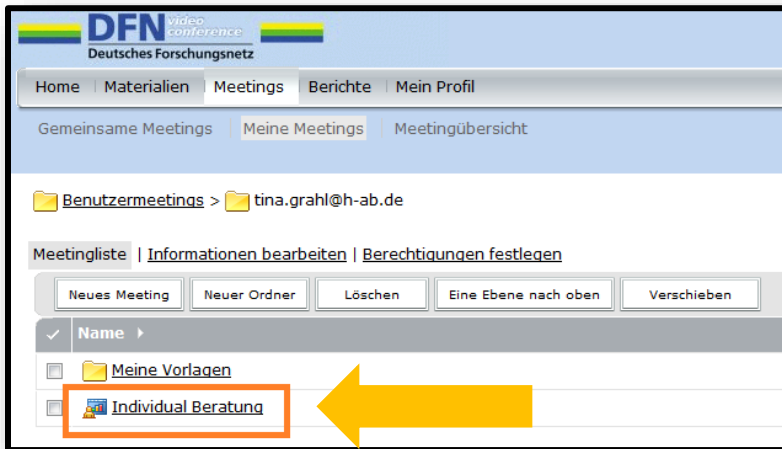 DFN video conference
Deutsches Forschungsnetz
Home Materialien Meetings Berichte Mein Profil
Gemeinsame Meetings Meine Meetings Meetingübersicht
Benutzermeetings > tina.grahl@h-ab.de
Meetingliste | Informationen bearbeiten | Berechtigungen festlegen
Neues Meeting Neuer Ordner Löschen Eine Ebene nach oben Verschieben
Name
Meine Vorlagen
Individual Beratung